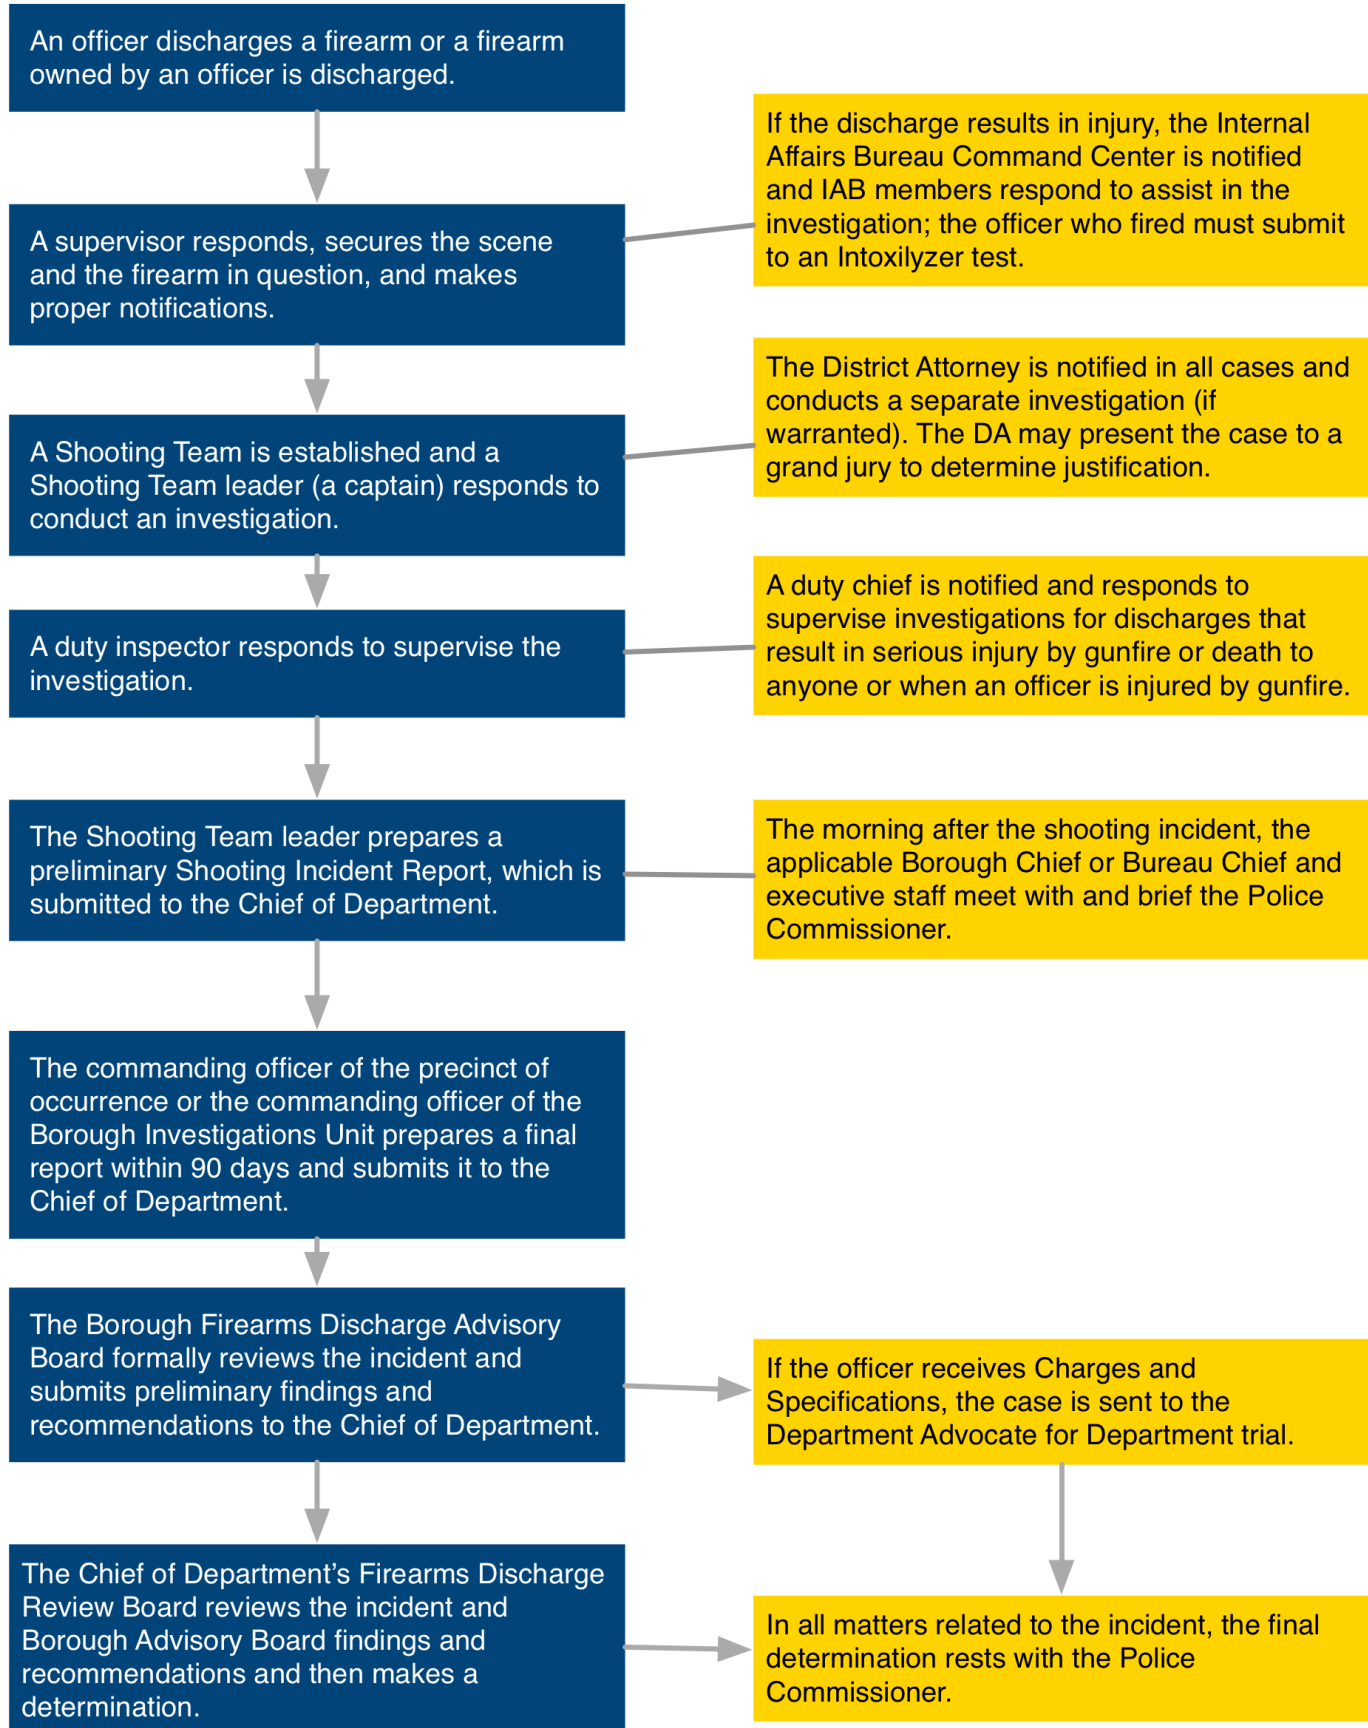 An officer discharges a firearm or a firearm
owned by an officer is discharged.
If the discharge results in injury, the Internal
Affairs Bureau Command Center is notified
and IAB members respond to assist in the
investigation; the officer who fired must submit
to an Intoxilyzer test.
A supervisor responds, secures the scene
and the firearm in question, and makes
proper notifications.
The District Attorney is notified in all cases and
conducts a separate investigation (if
warranted). The DA may present the case to a
grand jury to determine justification.
A Shooting Team is established and a
Shooting Team leader (a captain) responds to
conduct an investigation.
A duty chief is notified and responds to
supervise investigations for discharges that
result in serious injury by gunfire or death to
anyone or when an officer is injured by gunfire.
A duty inspector responds to supervise the
investigation.
The Shooting Team leader prepares a
preliminary Shooting Incident Report, which is
submitted to the Chief of Department.
The morning after the shooting incident, the
applicable Borough Chief or Bureau Chief and
executive staff meet with and brief the Police
Commissioner.
The commanding officer of the precinct of
occurrence or the commanding officer of the
Borough Investigations Unit prepares a final
report within 90 days and submits it to the
Chief of Department.
The Borough Firearms Discharge Advisory
Board formally reviews the incident and
submits preliminary findings and
recommendations to the Chief of Department.
If the officer receives Charges and
Specifications, the case is sent to the
Department Advocate for Department trial.
The Chief of Department’s Firearms Discharge
Review Board reviews the incident and
Borough Advisory Board findings and
recommendations and then makes a
determination.
In all matters related to the incident, the final
determination rests with the Police
Commissioner.